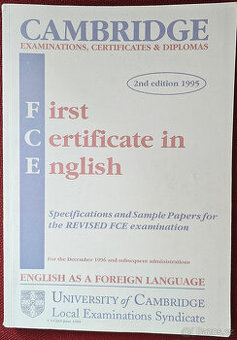 CAMBRIDGE
EXAMINATIONS, CERTIFICATES & DIPLOMAS
2nd edition 1995
First
Certificate in
English
Specifications and Sample Papers for
the REVISED FCE examination
For the December 1996 and subsequent administrations
ENGLISH AS A FOREIGN LANGUAGE
UNIVERSITY of CAMBRIDGE
Local Examinations Syndicate